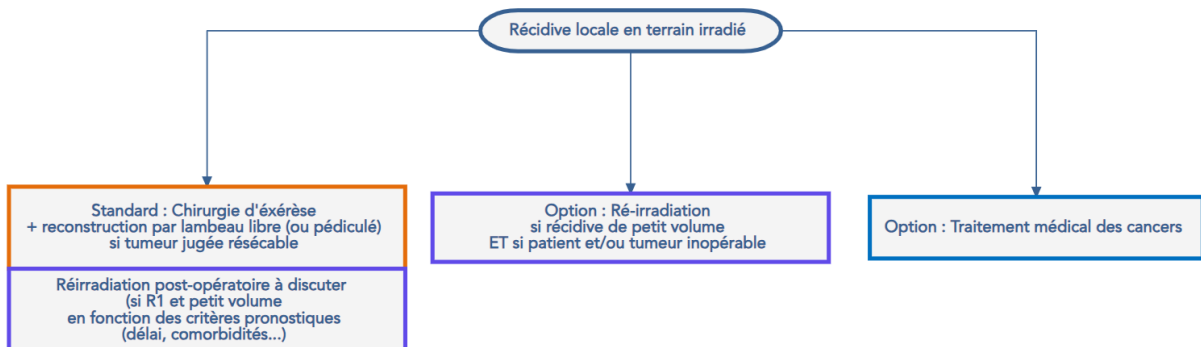 Récidive locale en terrain irradié
Standard : Chirurgie d'éxérèse
+ reconstruction par lambeau libre (ou pédiculé)
si tumeur jugée résécable
Réirradiation post-opératoire à discuter
(si R1 et petit volume
en fonction des critères pronostiques
(délai, comorbidités...)
Option : Ré-irradiation
si récidive de petit volume
ET si patient et/ou tumeur inopérable
Option : Traitement médical des cancers